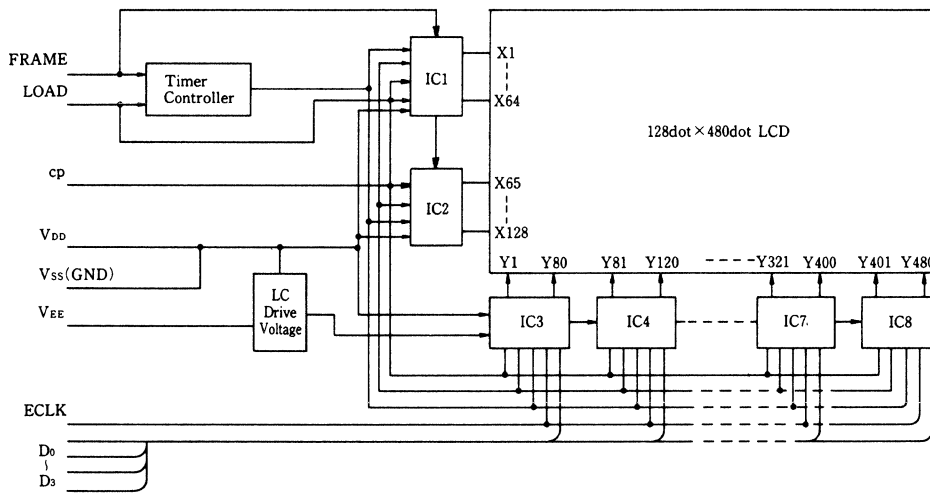 FRAME
LOAD
Timer
Controller
IC1
X1
X64
128dot × 480dot LCD
cp
IC2
X65
X128
VDD
VSS(GND)
VEE
LC
Drive
Voltage
Y1 Y80 Y81 Y120 Y321 Y400 Y401 Y480
IC3 IC4 IC7. IC8
ECLK
D0
~
D3